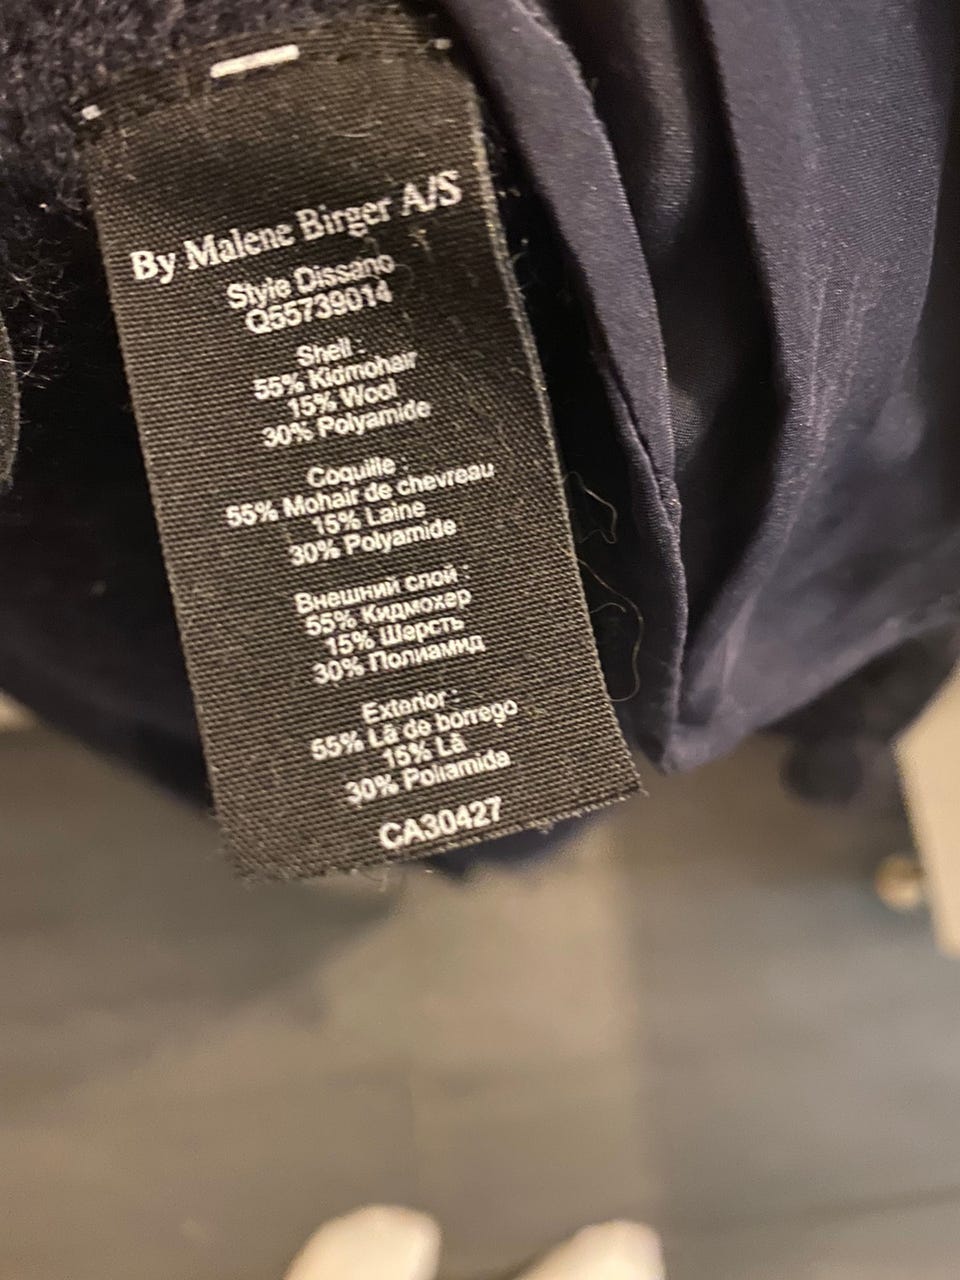 By Malene Birger A/S
Style Dissano
Q55739014
Shell :
55% Kidmohair
15% Wool
30% Polyamide
Coquille :
55% Mohair de chevreau
15% Laine
30% Polyamide
Внешний слой :
55% Кидмохер
15% Шерсть
30% Полиамид
Exterior :
55% Lã de borrego
15% Lã
30% Poliamida
CA30427